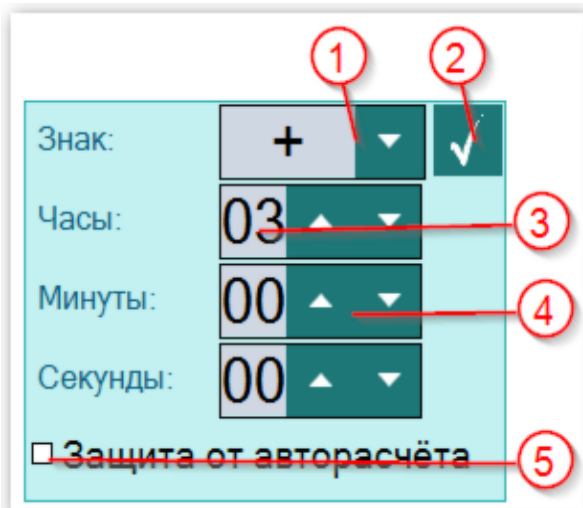 1 2
Знак: +
Часы: 03 3
Минуты: 00 4
Секунды: 00
Защита от авторасчёта 5